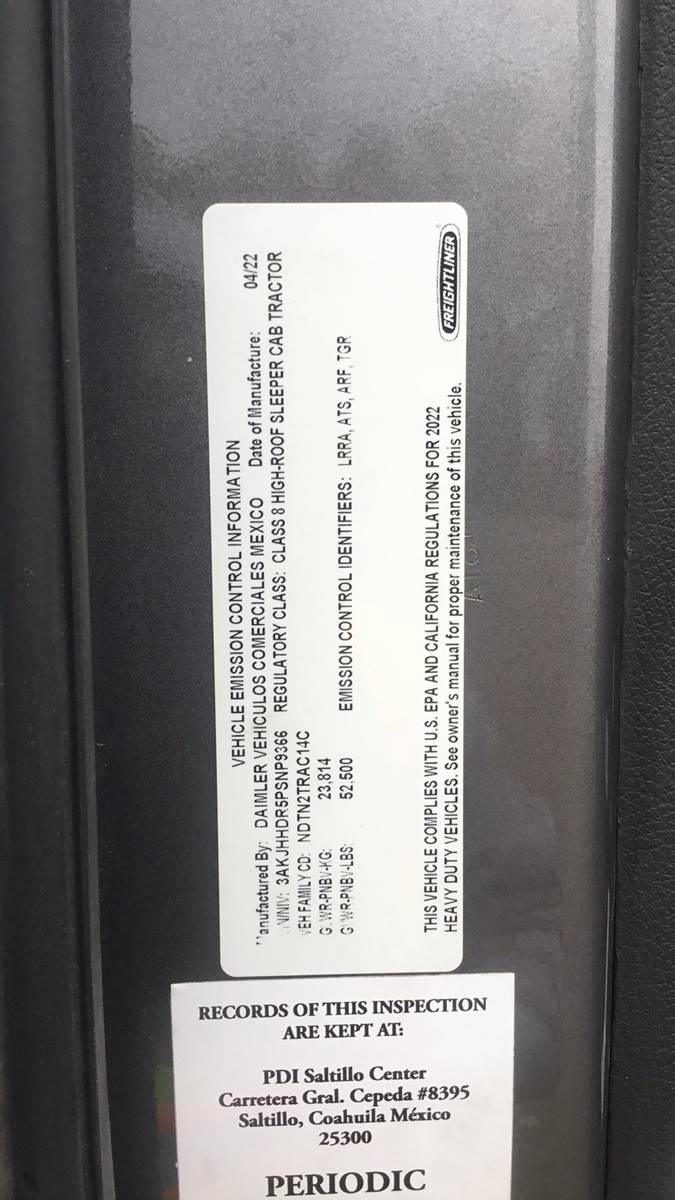 VEHICLE EMISSION CONTROL INFORMATION
anufactured By: DAIMLER VEHICULOS COMERCIALES MEXICO Date of Manufacture: 04/22
VIN/NIV: 3AKJHHDR5PSNP9366 REGULATORY CLASS: CLASS 8 HIGH-ROOF SLEEPER CAB TRACTOR
VEH FAMILY CD: NDTN2TRAC14C
GVWR-PNBV-KG: 23,814
GVWR-PNBV-LBS: 52,500 EMISSION CONTROL IDENTIFIERS: LRRA, ATS, ARF, TGR
THIS VEHICLE COMPLIES WITH U.S. EPA AND CALIFORNIA REGULATIONS FOR 2022
HEAVY DUTY VEHICLES. See owner's manual for proper maintenance of this vehicle.
FREIGHTLINER
RECORDS OF THIS INSPECTION
ARE KEPT AT:
PDI Saltillo Center
Carretera Gral. Cepeda #8395
Saltillo, Coahuila México
25300
PERIODIC